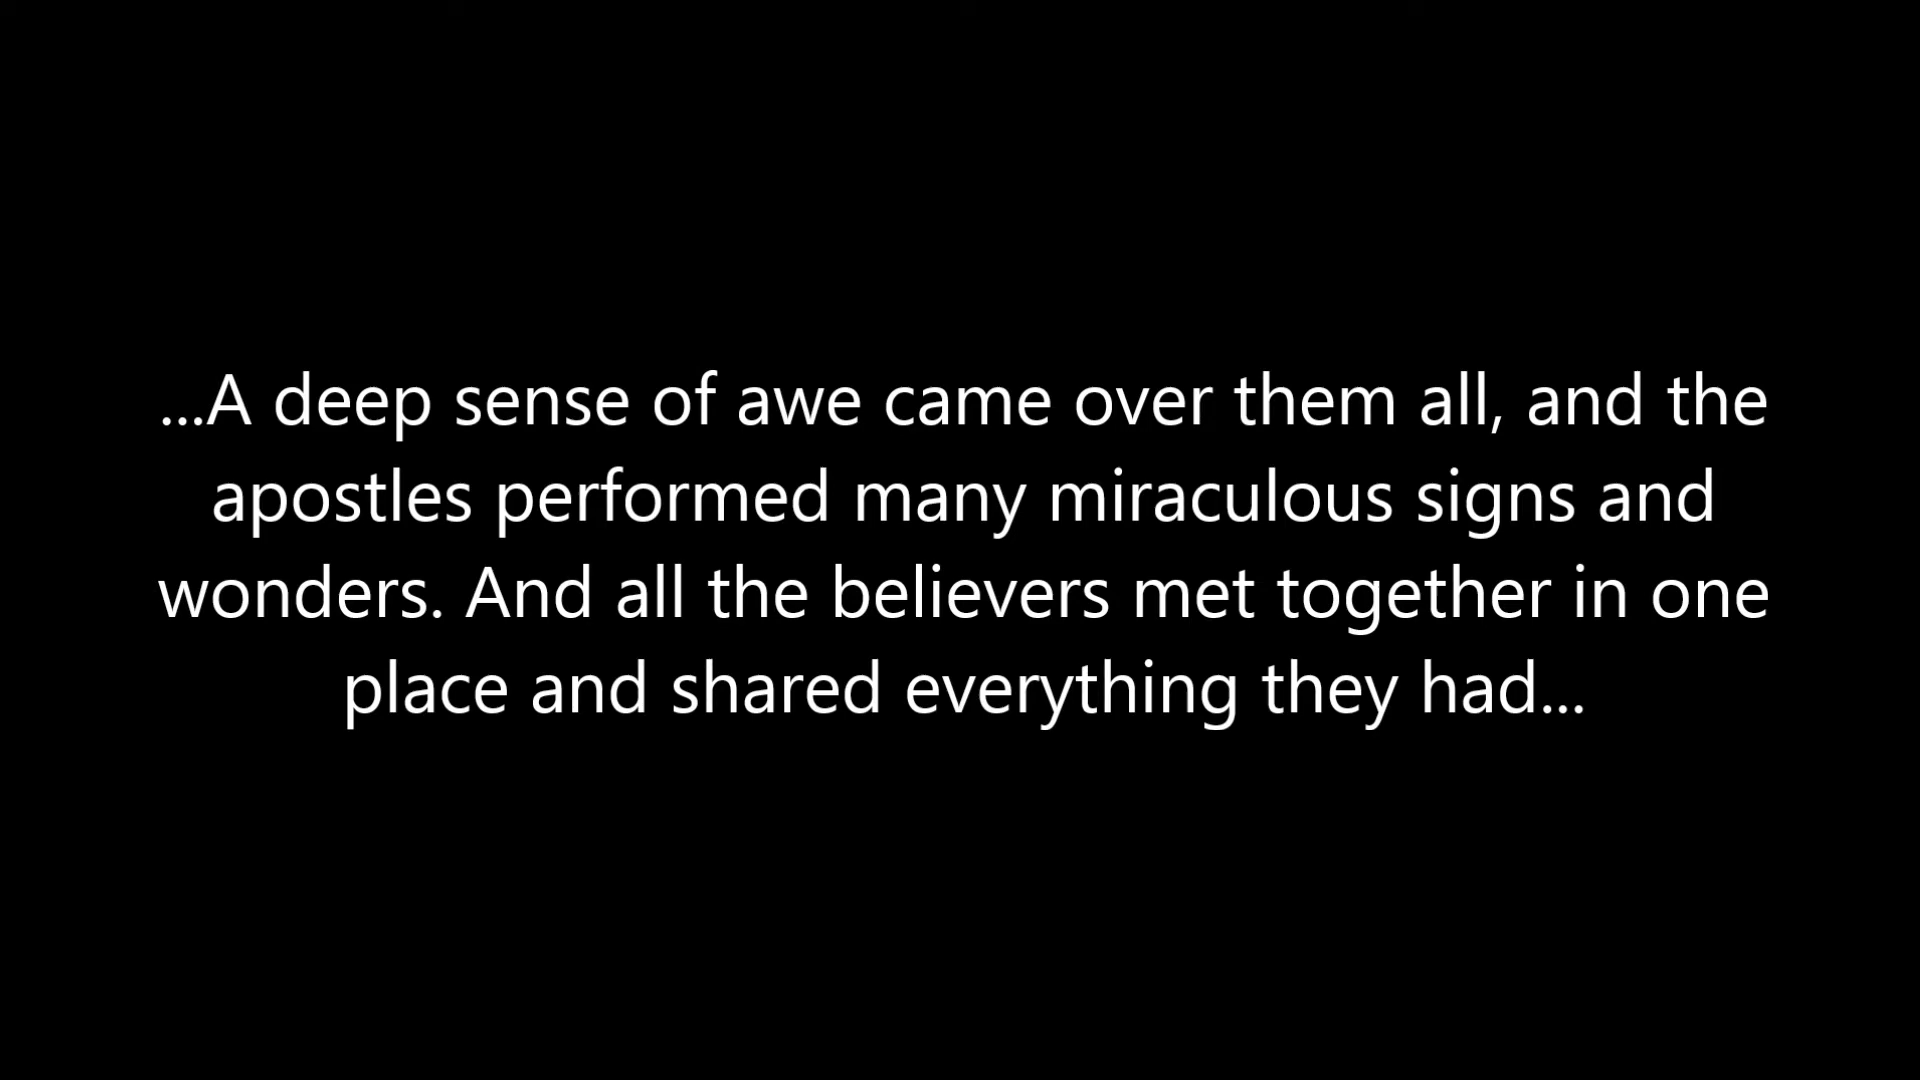 ...A deep sense of awe came over them all, and the
apostles performed many miraculous signs and
wonders. And all the believers met together in one
place and shared everything they had...